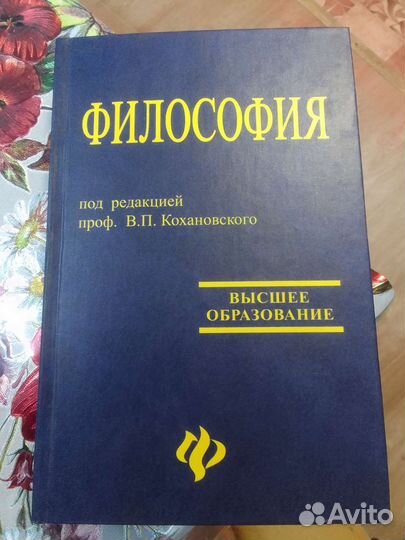 ФИЛОСОФИЯ
под редакцией
проф. В.П. Кохановского
ВЫСШЕЕ
ОБРАЗОВАНИЕ
Avito